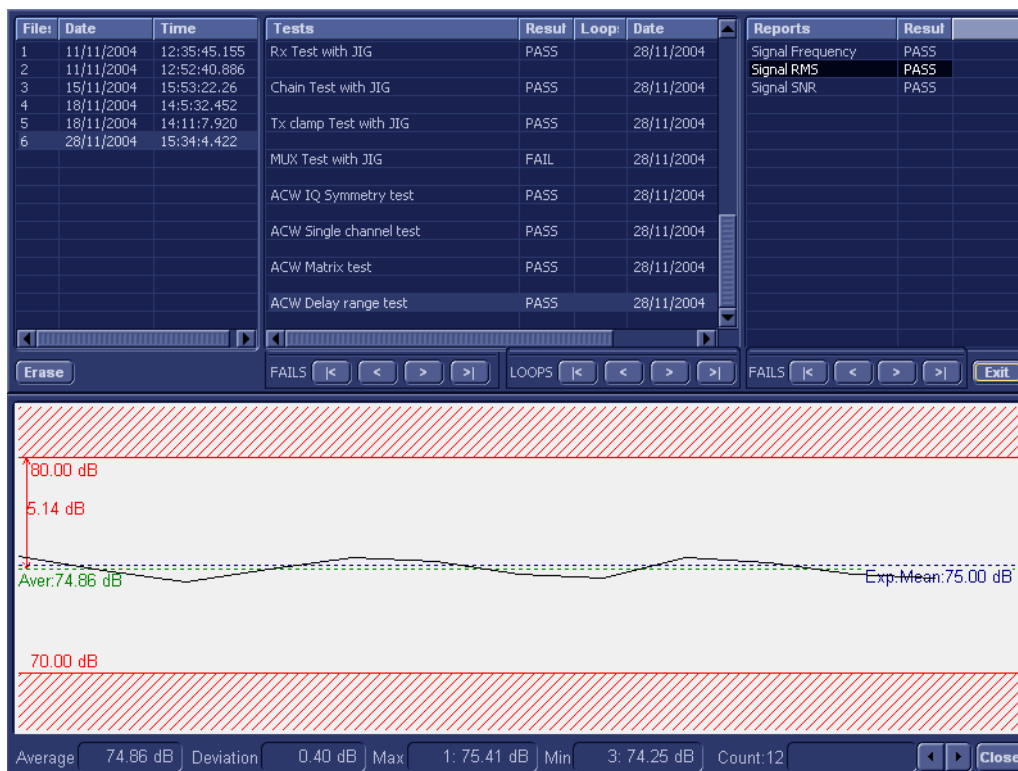 File: Date Time
1 11/11/2004 12:35:45.155
2 11/11/2004 12:52:40.886
3 15/11/2004 15:53:22.26
4 18/11/2004 14:5:32.452
5 18/11/2004 14:11:7.920
6 28/11/2004 15:34:4.422
Erase
Tests Resul Loop: Date
Rx Test with JIG PASS 28/11/2004
Chain Test with JIG PASS 28/11/2004
Tx clamp Test with JIG PASS 28/11/2004
MUX Test with JIG FAIL 28/11/2004
ACW IQ Symmetry test PASS 28/11/2004
ACW Single channel test PASS 28/11/2004
ACW Matrix test PASS 28/11/2004
ACW Delay range test PASS 28/11/2004
FAILS |< < > >| LOOPS |< < > >|
Reports Resul
Signal Frequency PASS
Signal RMS PASS
Signal SNR PASS
FAILS |< < > >| Exit
80.00 dB
5.14 dB
Aver:74.86 dB
Exp.Mean:75.00 dB
70.00 dB
Average 74.86 dB Deviation 0.40 dB Max 1: 75.41 dB Min 3: 74.25 dB Count:12 Close